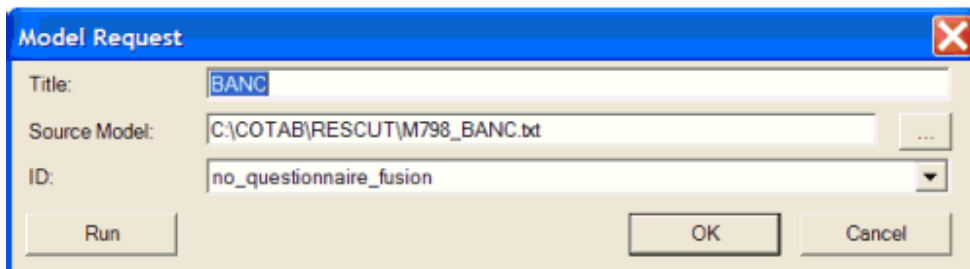 Model Request
Title: BANC
Source Model: C:\COTAB\RESCUT\M798_BANC.txt ...
ID: no_questionnaire_fusion
Run OK Cancel